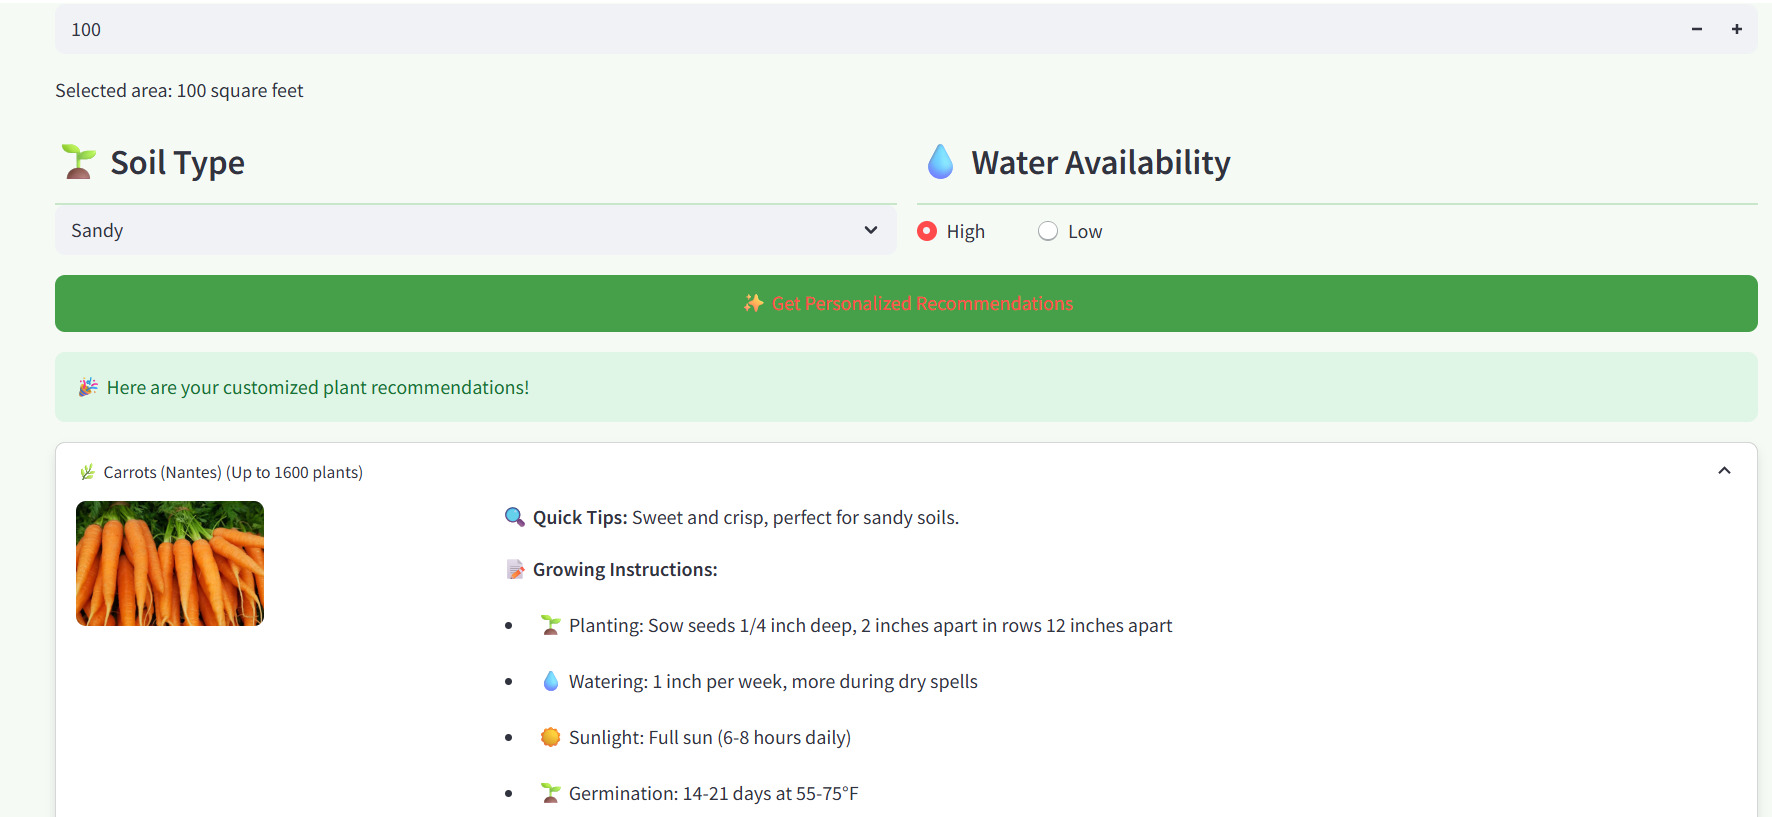 100
Selected area: 100 square feet
Soil Type
Water Availability
Sandy
High
Low
Get Personalized Recommendations
Here are your customized plant recommendations!
Carrots (Nantes) (Up to 1600 plants)
Quick Tips: Sweet and crisp, perfect for sandy soils.
Growing Instructions:
Planting: Sow seeds 1/4 inch deep, 2 inches apart in rows 12 inches apart
Watering: 1 inch per week, more during dry spells
Sunlight: Full sun (6-8 hours daily)
Germination: 14-21 days at 55-75°F